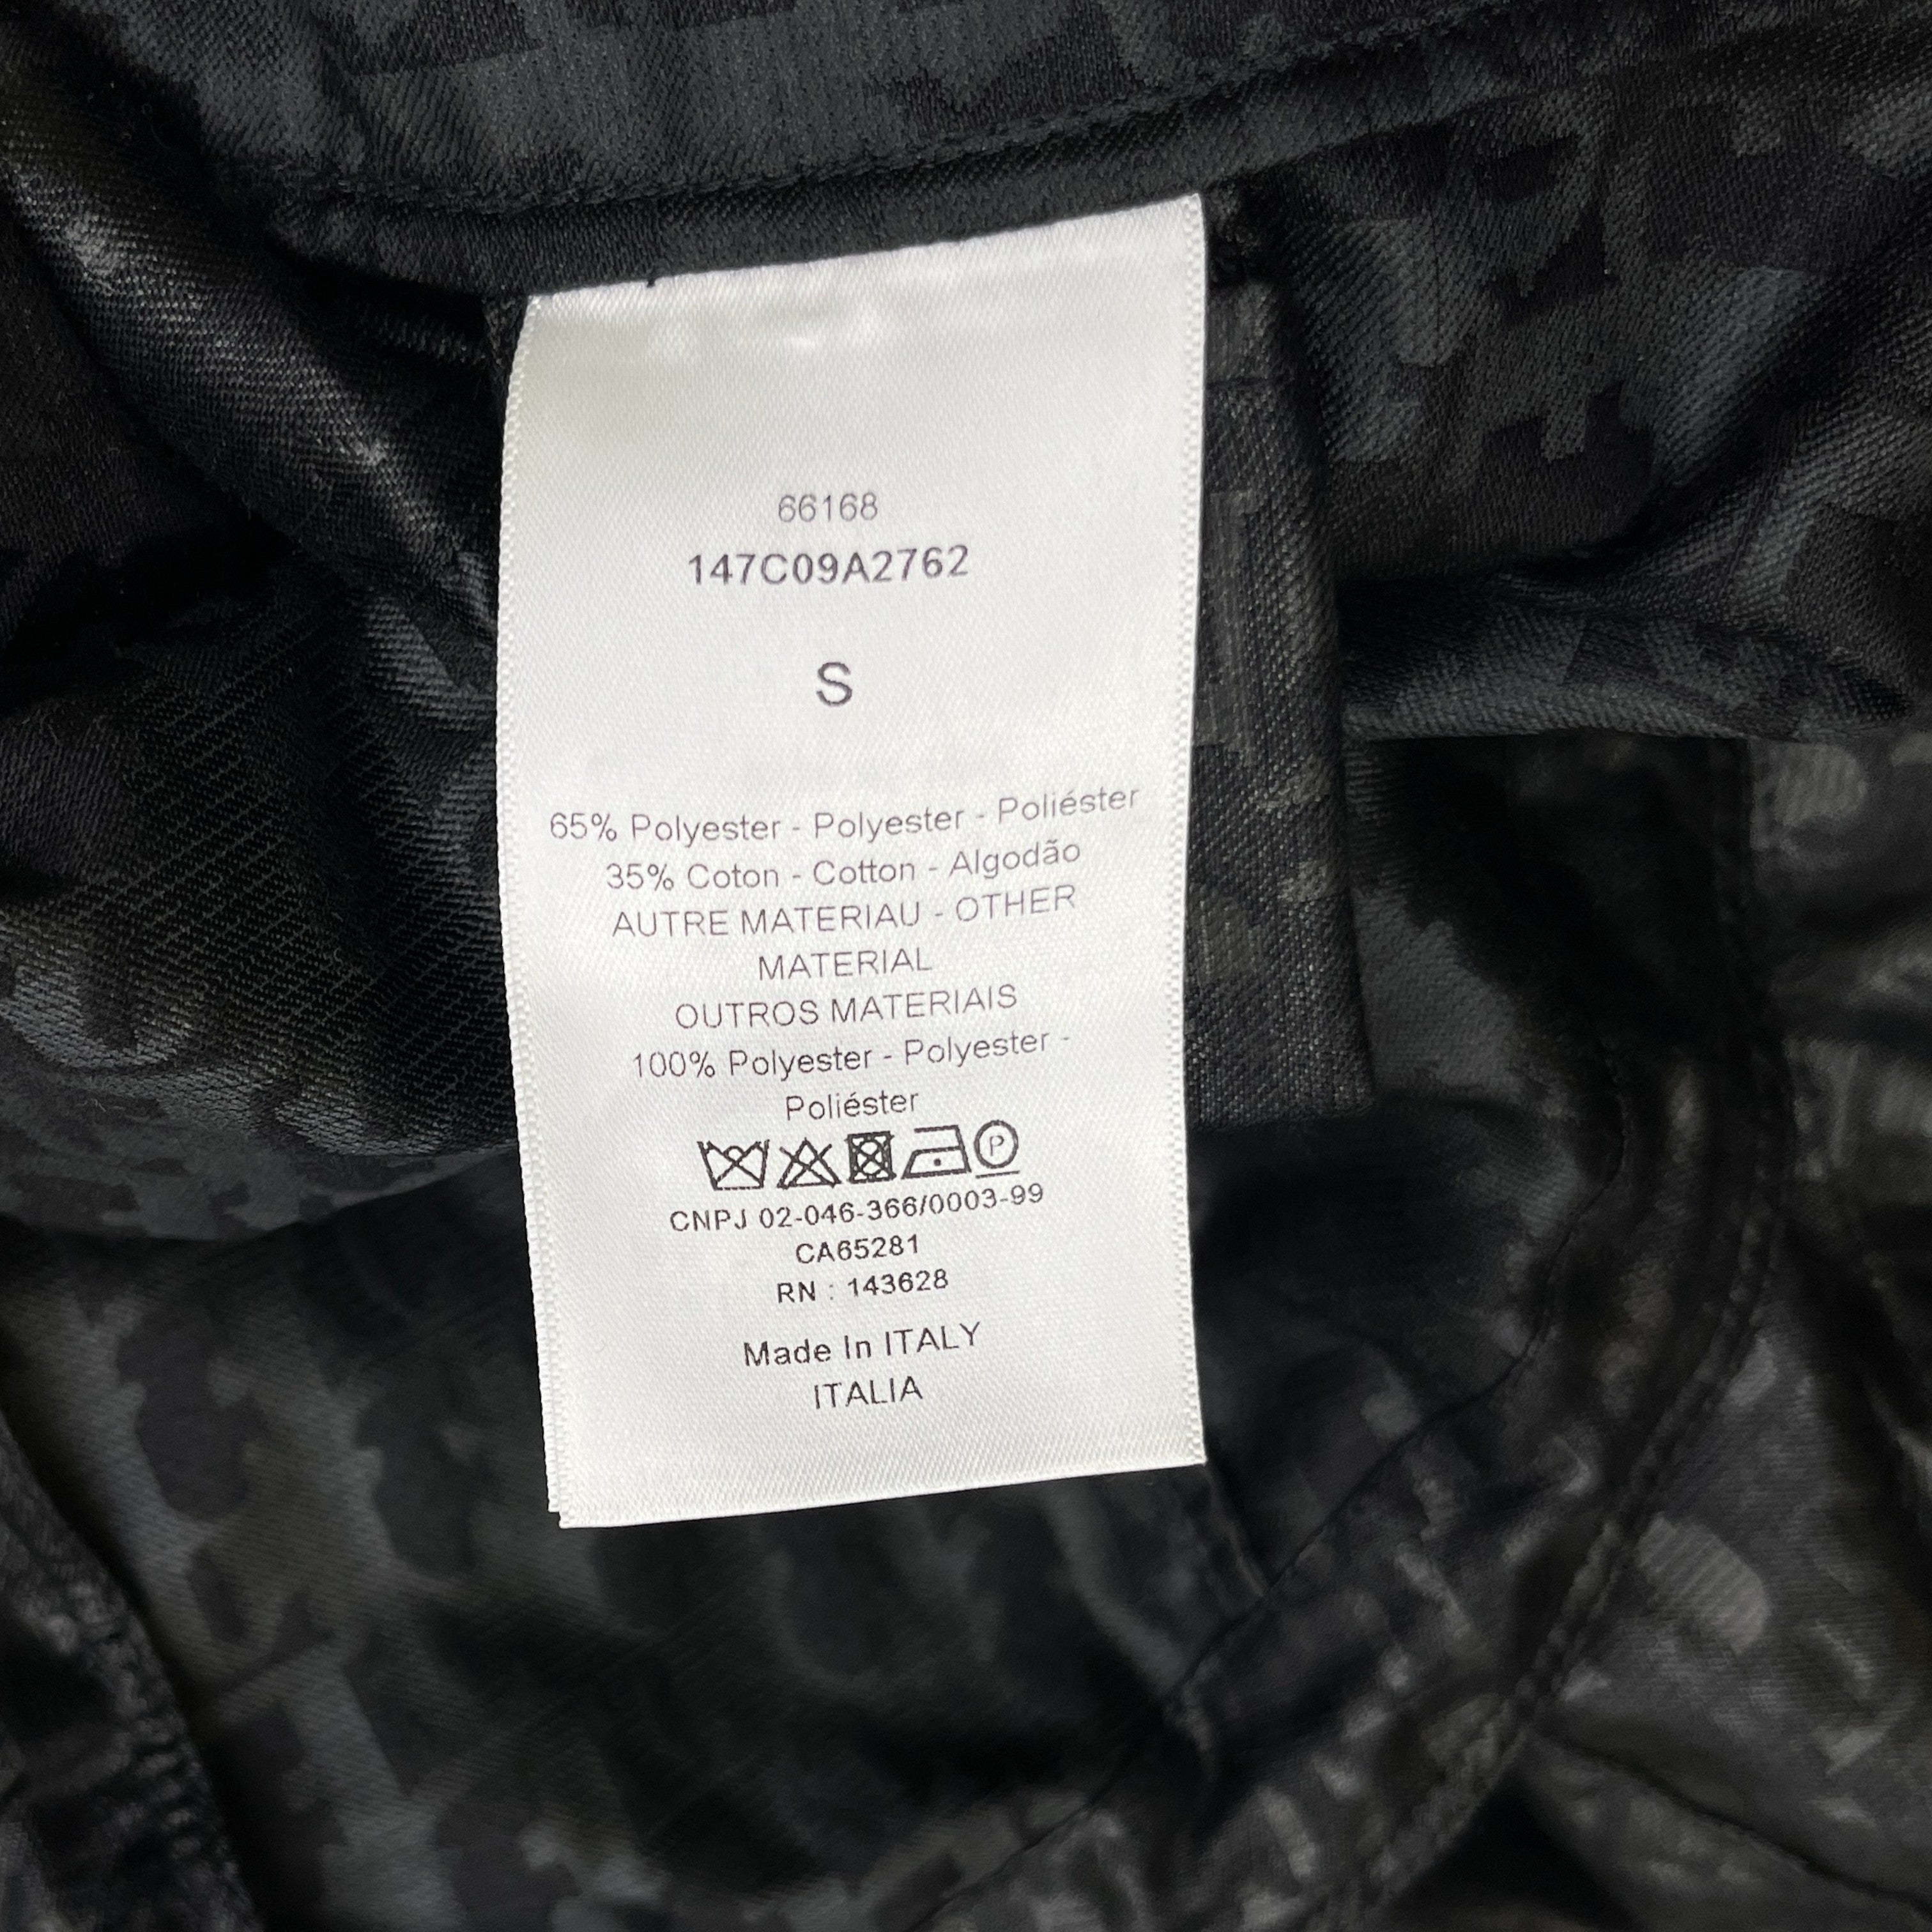 66168
147C09A2762
S
65% Polyester - Polyester - Poliéster
35% Coton - Cotton - Algodão
AUTRE MATERIAU - OTHER
MATERIAL
OUTROS MATERIAIS
100% Polyester - Polyester -
Poliéster
P
CNPJ 02-046-366/0003-99
CA65281
RN : 143628
Made In ITALY
ITALIA